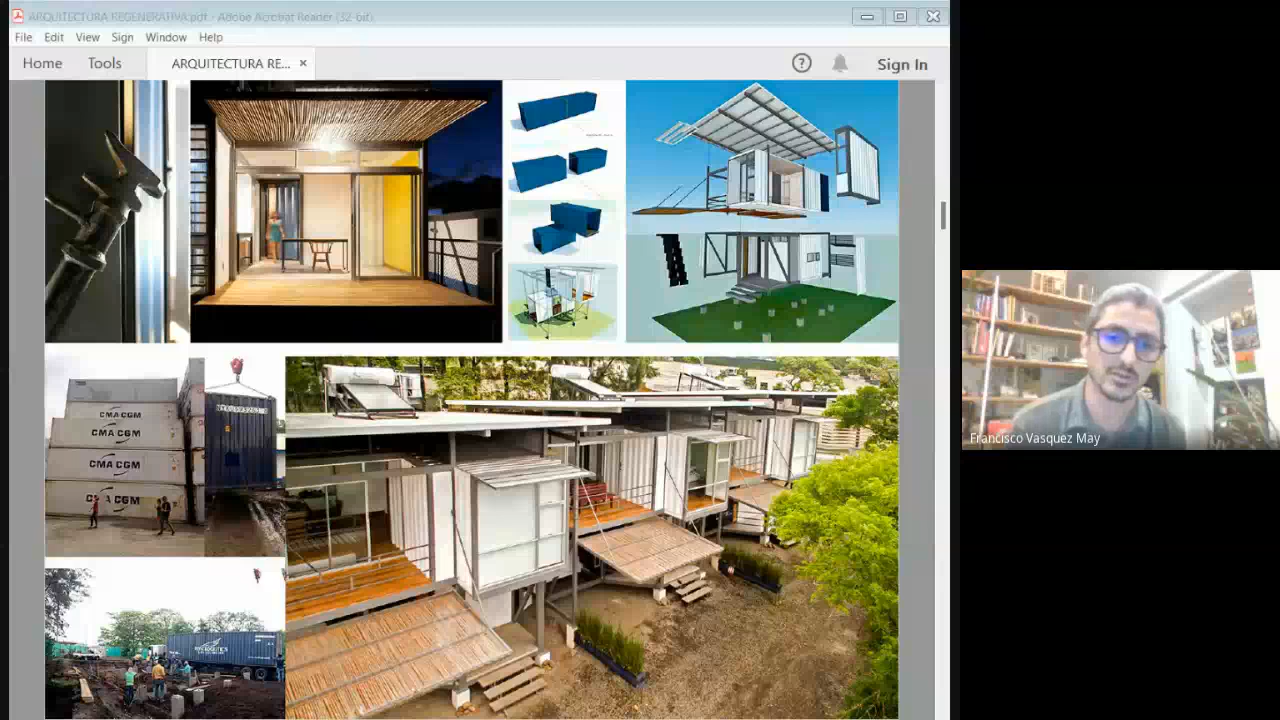 ARQUITECTURA REGENERATIVA.pdf - Adobe Acrobat Reader (32-bit)
File Edit View Sign Window Help
Home Tools ARQUITECTURA RE... × Sign In
CMA CGM
CMA CGM
CMA CGM
CMA CGM
Francisco Vasquez May